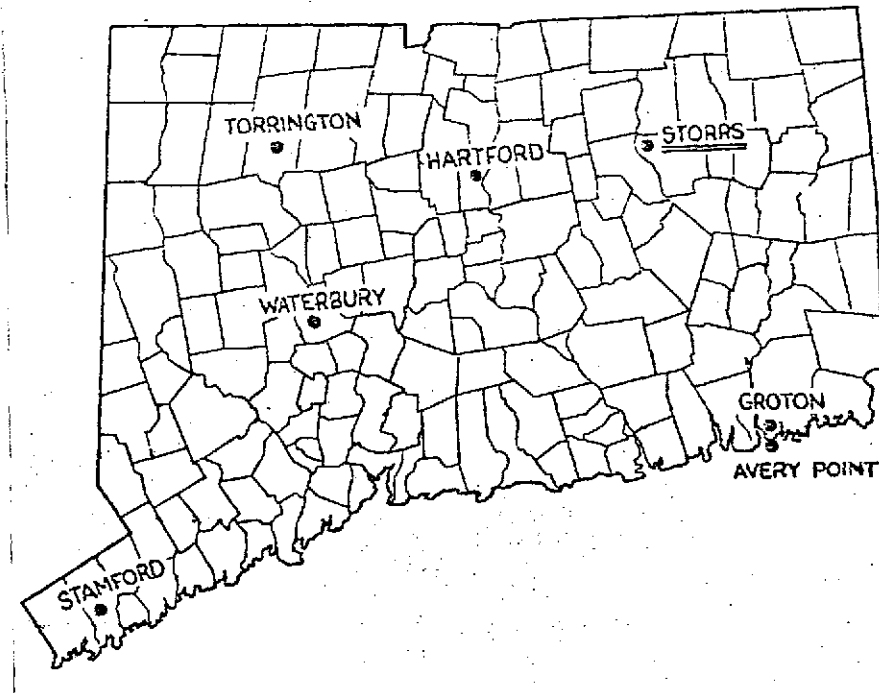 TORRINGTON
HARTFORD
STORRS
WATERBURY
GROTON
AVERY POINT
STAMFORD